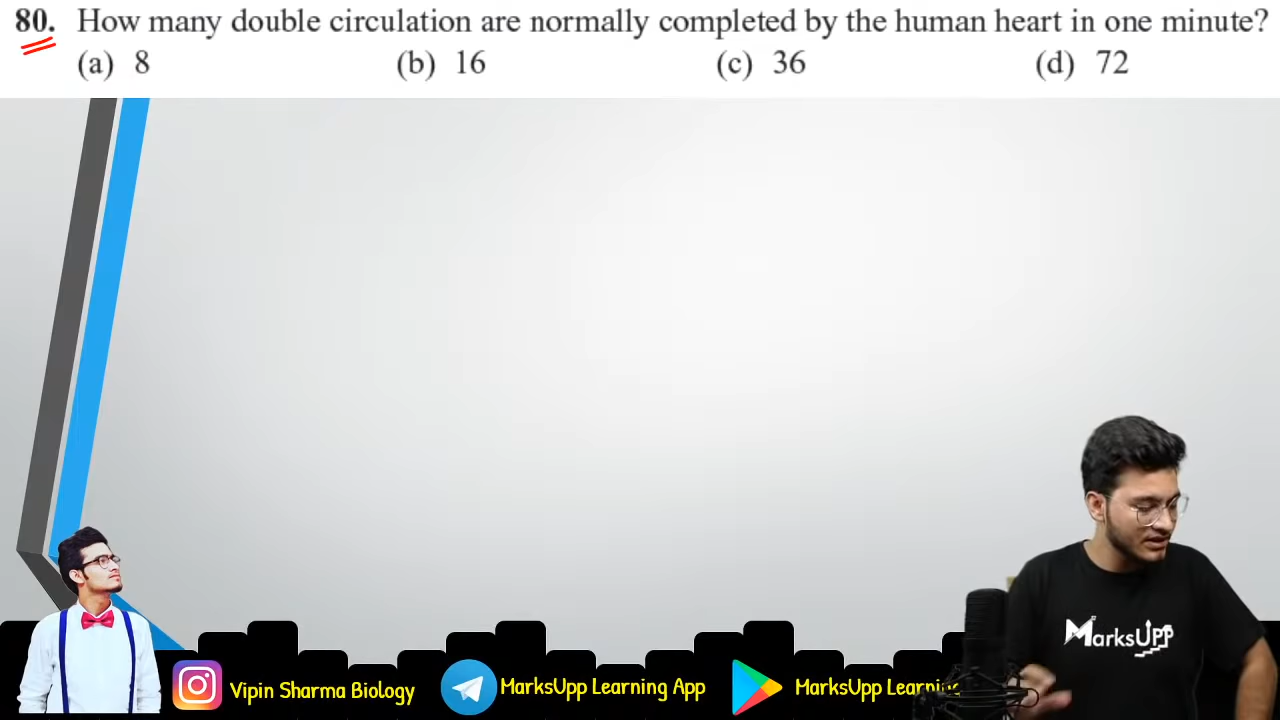 80. How many double circulation are normally completed by the human heart in one minute?
(a) 8 (b) 16 (c) 36 (d) 72
MarksUPP
Vipin Sharma Biology
MarksUpp Learning App
MarksUpp Learning